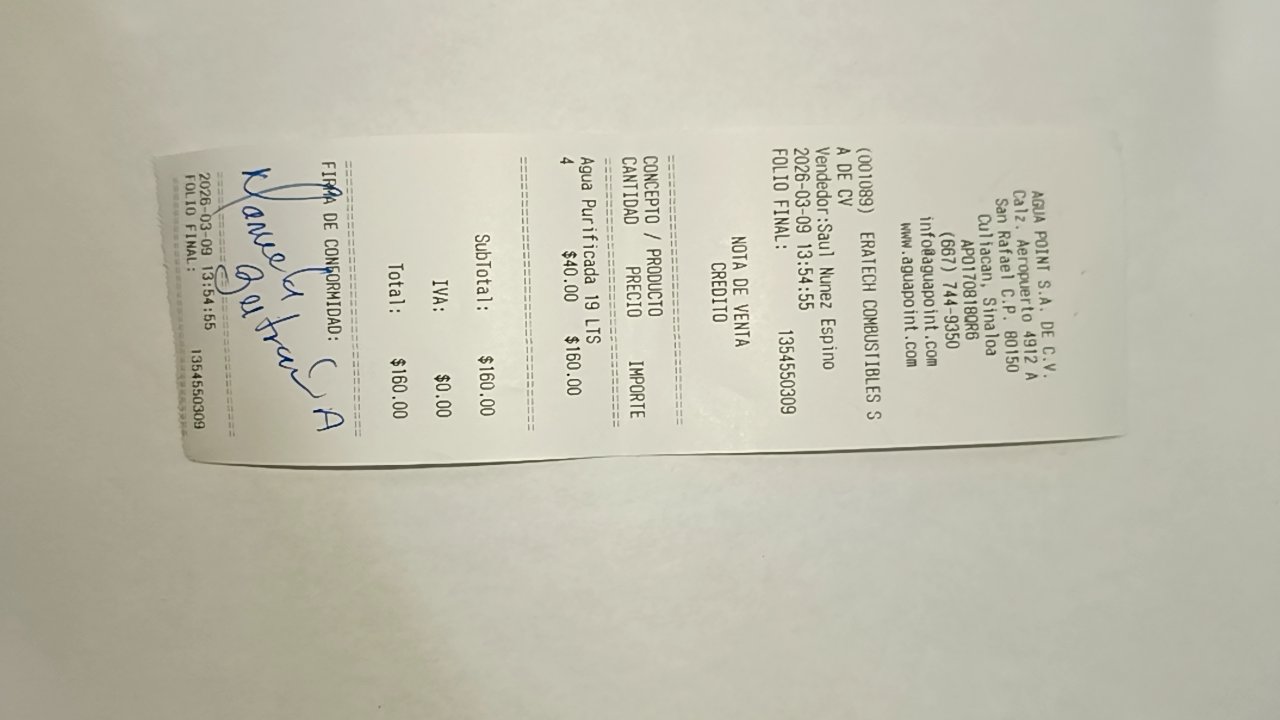 AGUA POINT S.A. DE C.V.
Calz. Aeropuerto 4912 A
San Rafael C.P. 80150
Culiacan, Sinaloa
APO170818QR6
(667) 744-9350
info@aguapoint.com
www.aguapoint.com
(001089) ERATECH COMBUSTIBLES S
A DE CV
Vendedor:Saul Nunez Espino
2026-03-09 13:54:55
FOLIO FINAL: 1354550309
NOTA DE VENTA
CREDITO
CONCEPTO / PRODUCTO
CANTIDAD PRECIO IMPORTE
Agua Purificada 19 LTS
4 $40.00 $160.00
SubTotal: $160.00
IVA: $0.00
Total: $160.00
FIRMA DE CONFORMIDAD:
Manuela
A
2026-03-09 13:54:55
FOLIO FINAL: 1354550309